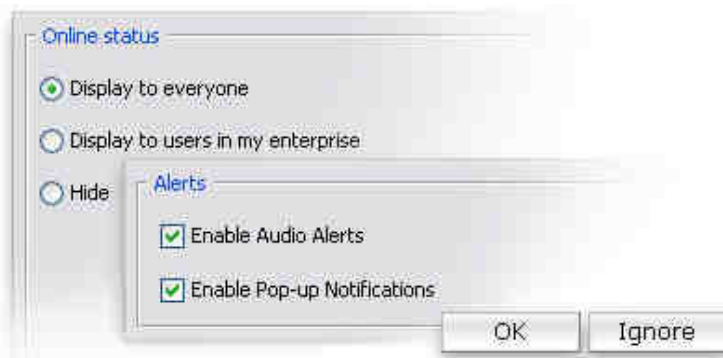 Online status
Display to everyone
Display to users in my enterprise
Hide
Alerts
Enable Audio Alerts
Enable Pop-up Notifications
OK
Ignore